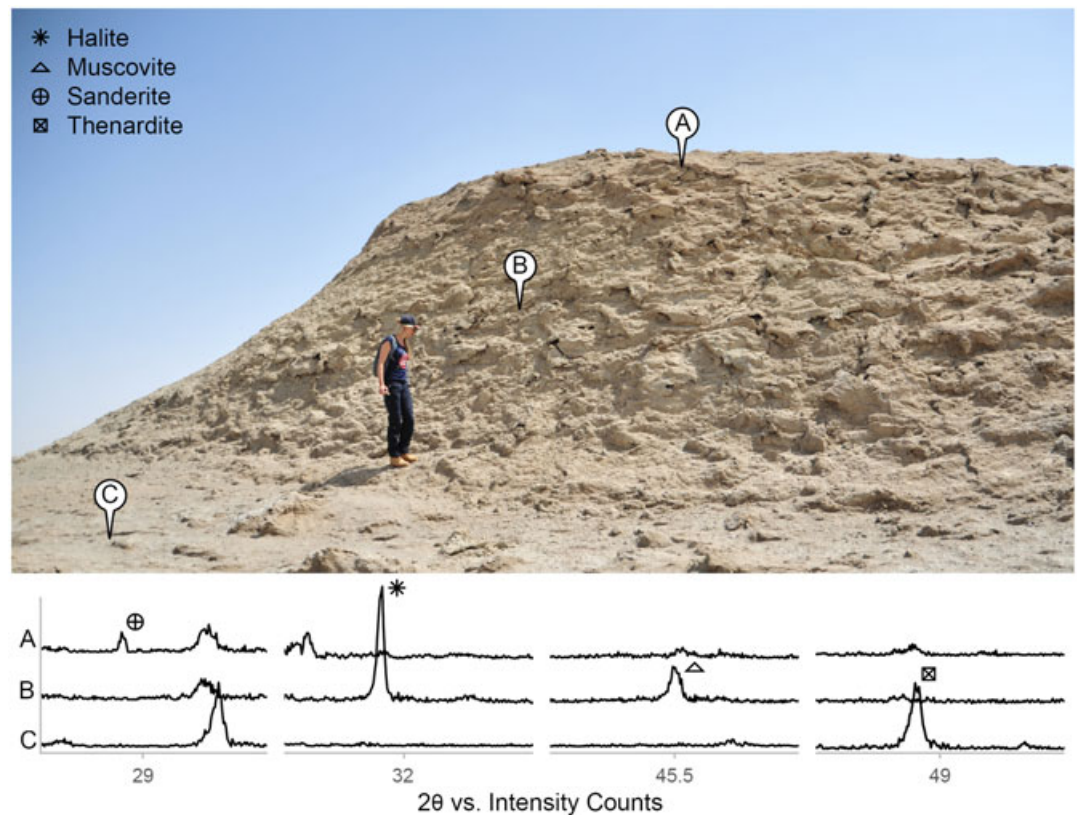 Halite
Muscovite
Sanderite
Thenardite
A
B
C
A
B
C
29 32 45.5 49
2θ vs. Intensity Counts